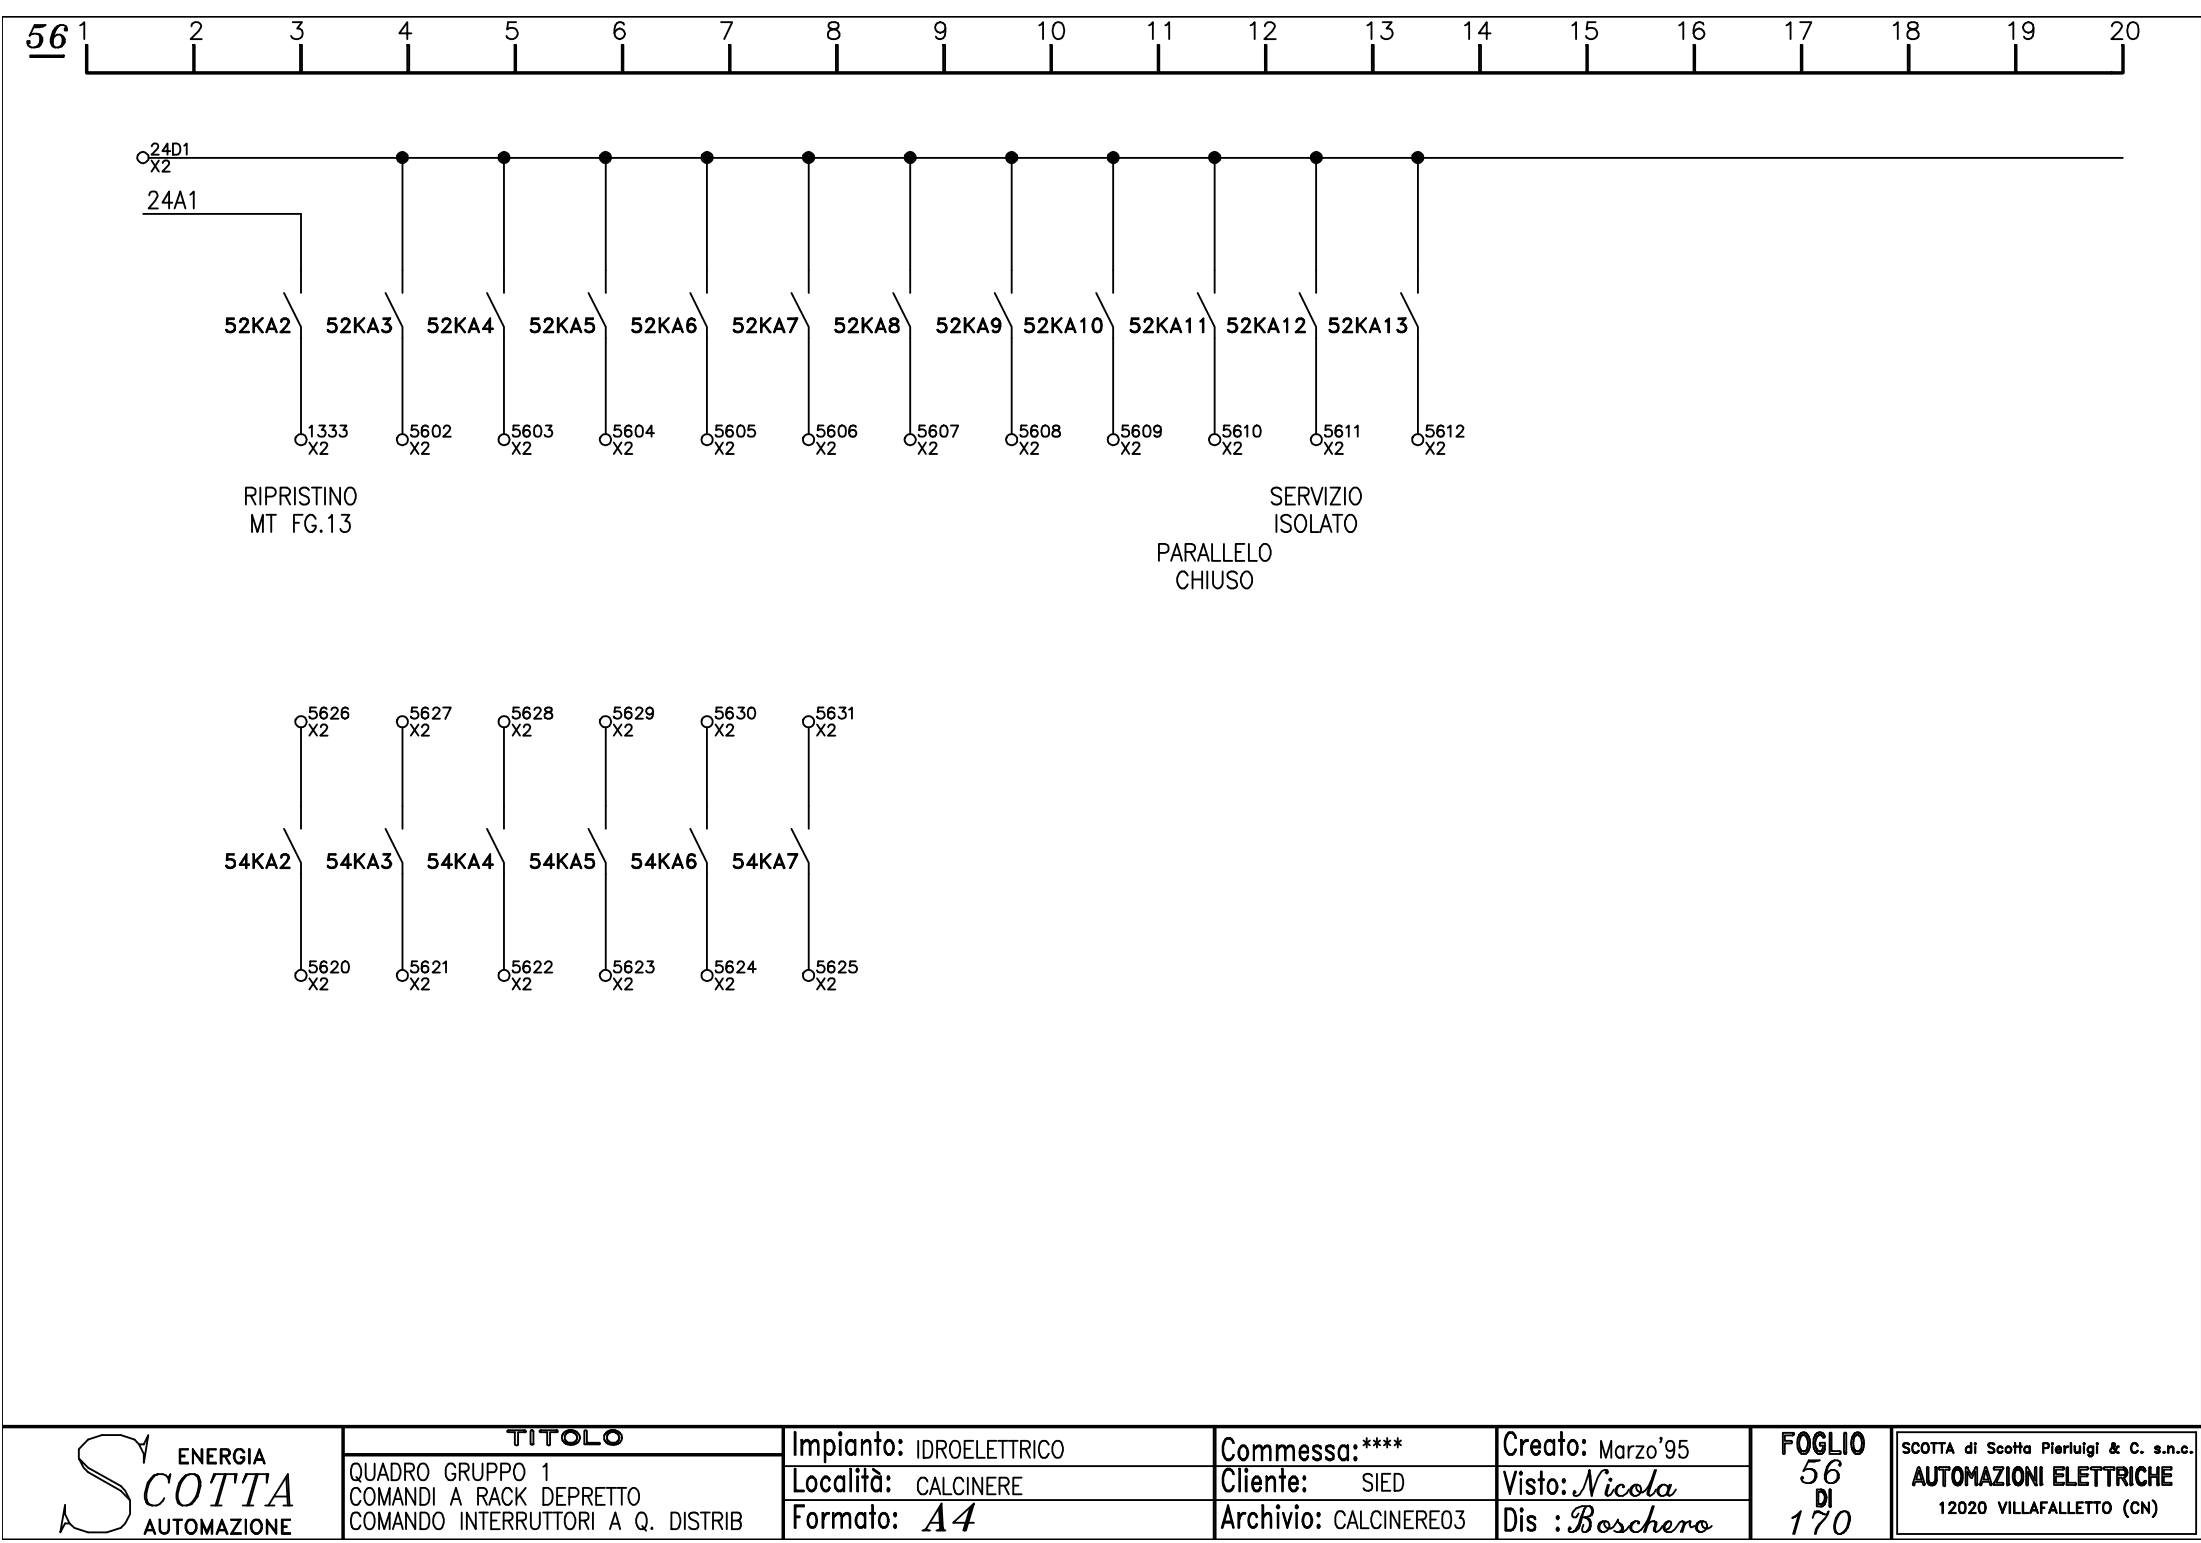 56 1 2 3 4 5 6 7 8 9 10 11 12 13 14 15 16 17 18 19 20
24D1
X2
24A1
52KA2 52KA3 52KA4 52KA5 52KA6 52KA7 52KA8 52KA9 52KA10 52KA11 52KA12 52KA13
1333 5602 5603 5604 5605 5606 5607 5608 5609 5610 5611 5612
X2 X2 X2 X2 X2 X2 X2 X2 X2 X2 X2 X2
RIPRISTINO SERVIZIO
MT FG.13 ISOLATO
PARALLELO
CHIUSO
5626 5627 5628 5629 5630 5631
X2 X2 X2 X2 X2 X2
54KA2 54KA3 54KA4 54KA5 54KA6 54KA7
5620 5621 5622 5623 5624 5625
X2 X2 X2 X2 X2 X2
ENERGIA
SCOTTA
AUTOMAZIONE
TITOLO
QUADRO GRUPPO 1
COMANDI A RACK DEPRETTO
COMANDO INTERRUTTORI A Q. DISTRIB
Impianto: IDROELETTRICO
Località: CALCINERE
Formato: A4
Commessa:****
Cliente: SIED
Archivio: CALCINERE03
Creato: Marzo'95
Visto: Nicola
Dis : Boschero
FOGLIO
56
DI
170
SCOTTA di Scotta Pierluigi & C. s.n.c.
AUTOMAZIONI ELETTRICHE
12020 VILLAFALLETTO (CN)